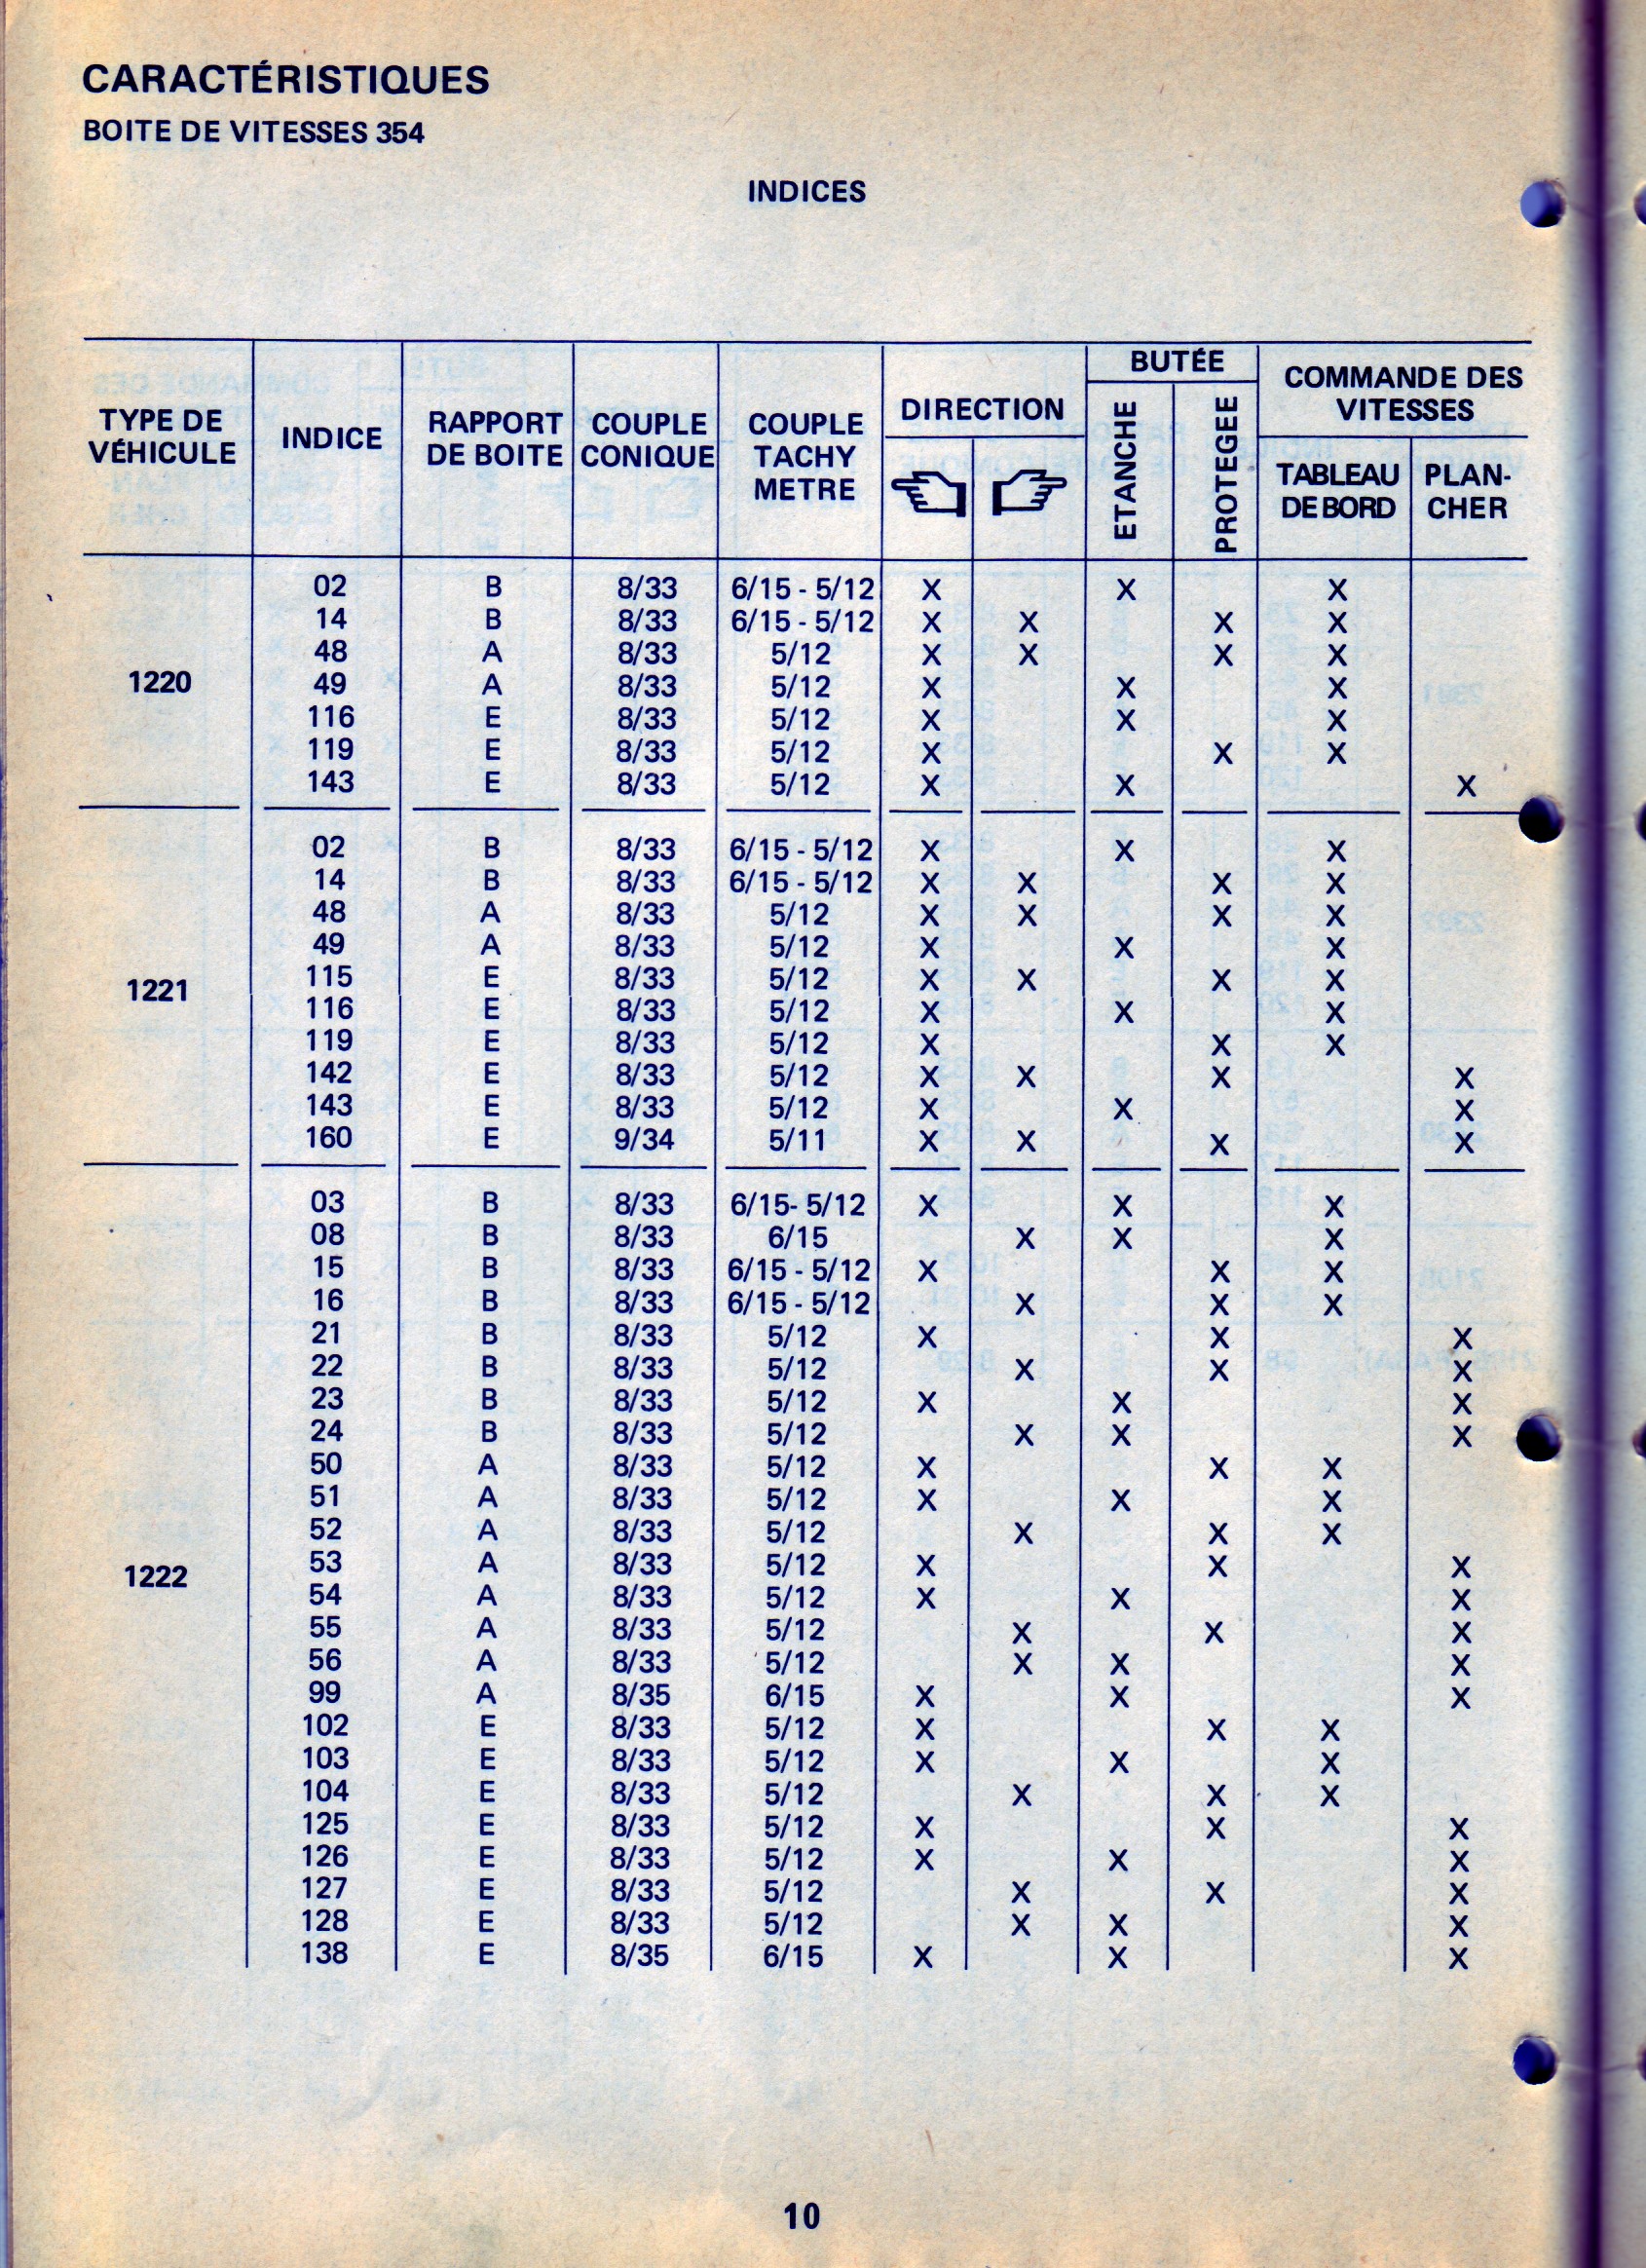 CARACTÉRISTIQUES
BOITE DE VITESSES 354
INDICES
TYPE DE VÉHICULE INDICE RAPPORT DE BOITE COUPLE CONIQUE COUPLE TACHY METRE DIRECTION BUTÉE ETANCHE PROTEGEE COMMANDE DES VITESSES TABLEAU DE BORD PLAN- CHER
1220
02 B 8/33 6/15 - 5/12 X X X
14 B 8/33 6/15 - 5/12 X X X X
48 A 8/33 5/12 X X X X
49 A 8/33 5/12 X X X
116 E 8/33 5/12 X X X
119 E 8/33 5/12 X X X
143 E 8/33 5/12 X X X
1221
02 B 8/33 6/15 - 5/12 X X X
14 B 8/33 6/15 - 5/12 X X X X
48 A 8/33 5/12 X X X X
49 A 8/33 5/12 X X X
115 E 8/33 5/12 X X X X
116 E 8/33 5/12 X X X
119 E 8/33 5/12 X X X
142 E 8/33 5/12 X X X X
143 E 8/33 5/12 X X X
160 E 9/34 5/11 X X X X
1222
03 B 8/33 6/15- 5/12 X X X
08 B 8/33 6/15 X X X
15 B 8/33 6/15 - 5/12 X X X
16 B 8/33 6/15 - 5/12 X X X
21 B 8/33 5/12 X X X
22 B 8/33 5/12 X X X
23 B 8/33 5/12 X X X
24 B 8/33 5/12 X X X
50 A 8/33 5/12 X X X
51 A 8/33 5/12 X X X
52 A 8/33 5/12 X X X
53 A 8/33 5/12 X X X
54 A 8/33 5/12 X X X
55 A 8/33 5/12 X X X
56 A 8/33 5/12 X X X
99 A 8/35 6/15 X X X
102 E 8/33 5/12 X X X
103 E 8/33 5/12 X X X
104 E 8/33 5/12 X X X
125 E 8/33 5/12 X X X
126 E 8/33 5/12 X X X
127 E 8/33 5/12 X X X
128 E 8/33 5/12 X X X
138 E 8/35 6/15 X X X
10